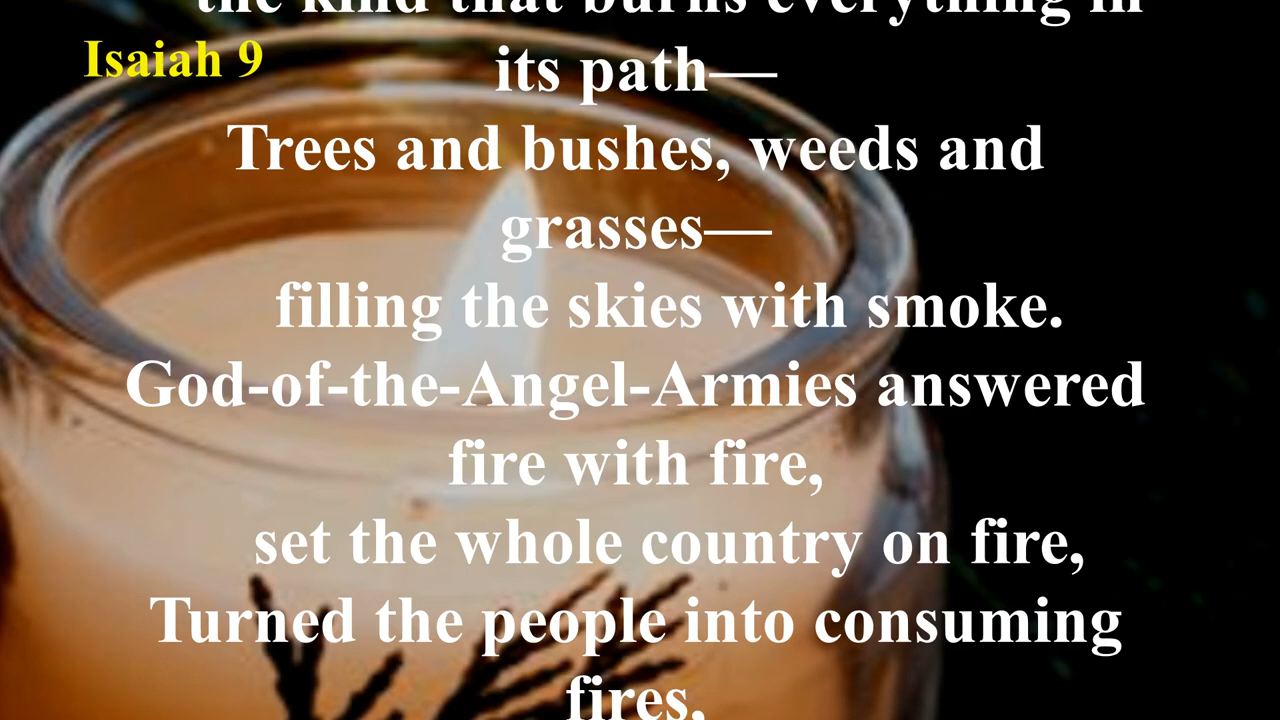 the kind that burns everything in
Isaiah 9
its path—
Trees and bushes, weeds and
grasses—
filling the skies with smoke.
God-of-the-Angel-Armies answered
fire with fire,
set the whole country on fire,
Turned the people into consuming
fires,